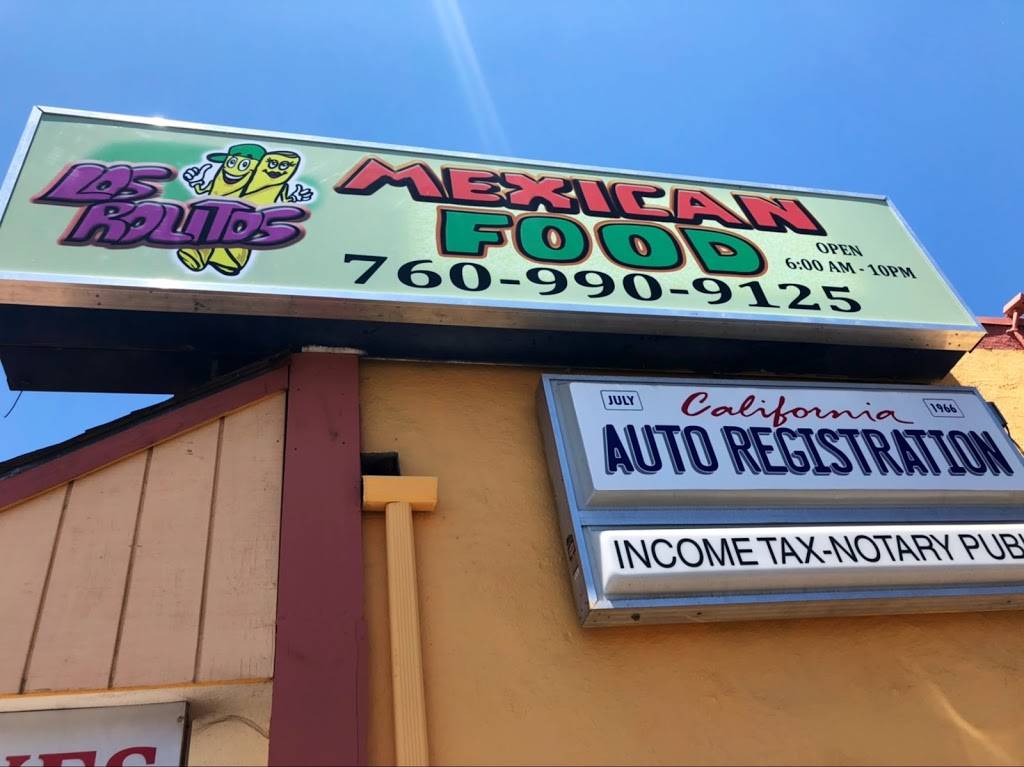 LOS
ROLITOS
MEXICAN
FOOD
OPEN
6:00 AM - 10PM
760-990-9125
JULY
California
1966
AUTO REGISTRATION
INCOME TAX-NOTARY